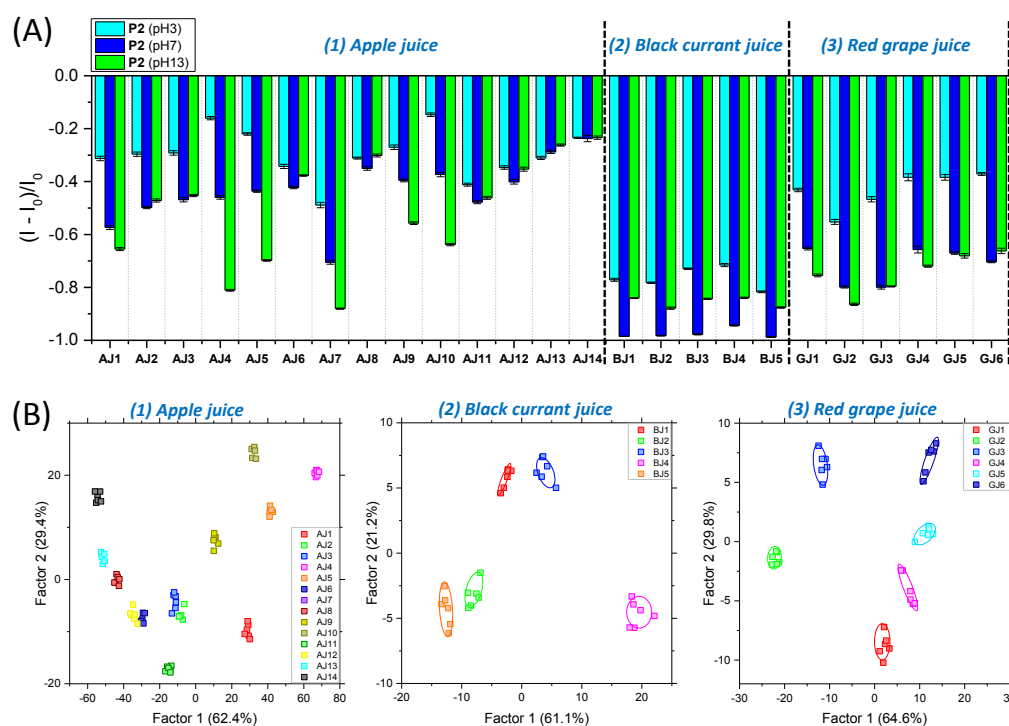 (A)
P2 (pH3)
P2 (pH7)
P2 (pH13)
(1) Apple juice
(2) Black currant juice
(3) Red grape juice
(I - I0)/I0
0.0
-0.2
-0.4
-0.6
-0.8
-1.0
AJ1 AJ2 AJ3 AJ4 AJ5 AJ6 AJ7 AJ8 AJ9 AJ10 AJ11 AJ12 AJ13 AJ14 BJ1 BJ2 BJ3 BJ4 BJ5 GJ1 GJ2 GJ3 GJ4 GJ5 GJ6
(B)
(1) Apple juice
Factor 2 (29.4%)
20
0
-20
AJ1
AJ2
AJ3
AJ4
AJ5
AJ6
AJ7
AJ8
AJ9
AJ10
AJ11
AJ12
AJ13
AJ14
-60 -40 -20 0 20 40 60 80
Factor 1 (62.4%)
(2) Black currant juice
Factor 2 (21.2%)
10
5
0
-5
-10
BJ1
BJ2
BJ3
BJ4
BJ5
-20 -10 0 10 20
Factor 1 (61.1%)
(3) Red grape juice
Factor 2 (29.8%)
10
5
0
-5
-10
GJ1
GJ2
GJ3
GJ4
GJ5
GJ6
-30 -20 -10 0 10 20 30
Factor 1 (64.6%)